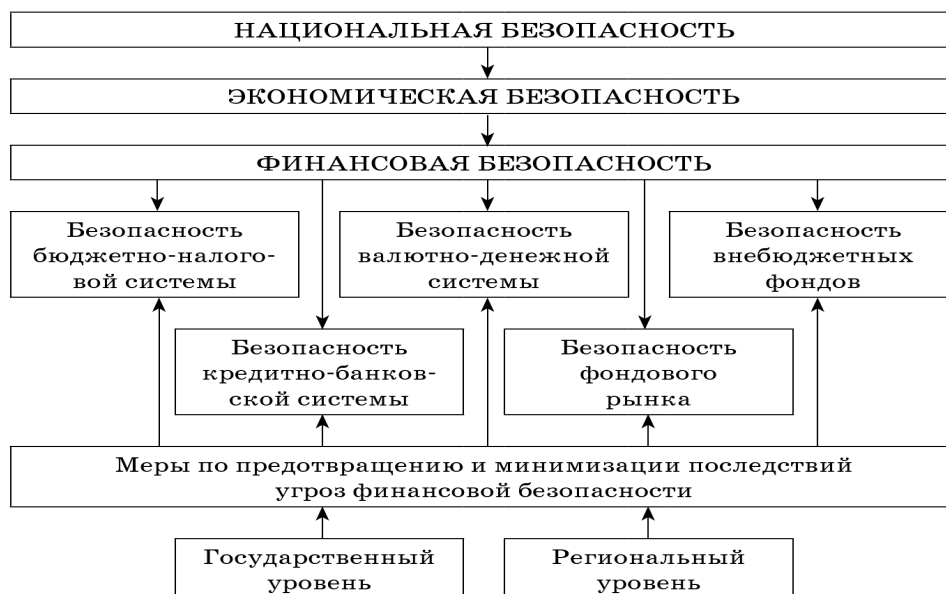 НАЦИОНАЛЬНАЯ БЕЗОПАСНОСТЬ
ЭКОНОМИЧЕСКАЯ БЕЗОПАСНОСТЬ
ФИНАНСОВАЯ БЕЗОПАСНОСТЬ
Безопасность
бюджетно-налого-
вой системы
Безопасность
валютно-денежной
системы
Безопасность
внебюджетных
фондов
Безопасность
кредитно-банков-
ской системы
Безопасность
фондового
рынка
Меры по предотвращению и минимизации последствий
угроз финансовой безопасности
Государственный
уровень
Региональный
уровень